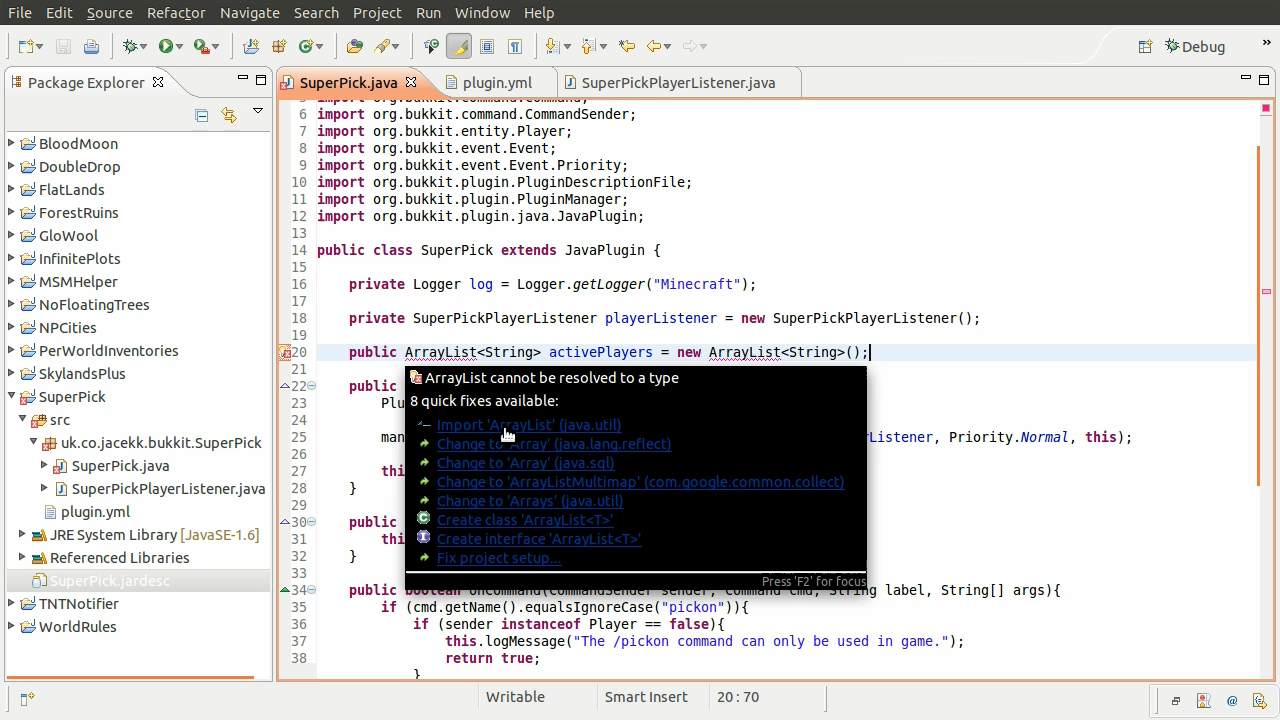 File Edit Source Refactor Navigate Search Project Run Window Help
Debug
Package Explorer
SuperPick.java
plugin.yml
SuperPickPlayerListener.java
BloodMoon
DoubleDrop
FlatLands
ForestRuins
GloWool
InfinitePlots
MSMHelper
NoFloatingTrees
NPCities
PerWorldInventories
SkylandsPlus
SuperPick
src
uk.co.jacekk.bukkit.SuperPick
SuperPick.java
SuperPickPlayerListener.java
plugin.yml
JRE System Library [JavaSE-1.6]
Referenced Libraries
SuperPick.jardesc
TNTNotifier
WorldRules
import org.bukkit.command.Command;
6 import org.bukkit.command.CommandSender;
7 import org.bukkit.entity.Player;
8 import org.bukkit.event.Event;
9 import org.bukkit.event.Event.Priority;
10 import org.bukkit.plugin.PluginDescriptionFile;
11 import org.bukkit.plugin.PluginManager;
12 import org.bukkit.plugin.java.JavaPlugin;
13
14 public class SuperPick extends JavaPlugin {
15
16 private Logger log = Logger.getLogger("Minecraft");
17
18 private SuperPickPlayerListener playerListener = new SuperPickPlayerListener();
19
20 public ArrayList<String> activePlayers = new ArrayList<String>();
21
22 public
23 Plu
24
25 man Listener, Priority.Normal, this);
26
27 thi
28 }
29
30 public
31 thi
32 }
33
34 public boolean onCommand(CommandSender sender, Command cmd, String label, String[] args){
35 if (cmd.getName().equalsIgnoreCase("pickon")){
36 if (sender instanceof Player == false){
37 this.logMessage("The /pickon command can only be used in game.");
38 return true;
}
ArrayList cannot be resolved to a type
8 quick fixes available:
Import 'ArrayList' (java.util)
Change to 'Array' (java.lang.reflect)
Change to 'Array' (java.sql)
Change to 'ArrayListMultimap' (com.google.common.collect)
Change to 'Arrays' (java.util)
Create class 'ArrayList<T>'
Create interface 'ArrayList<T>'
Fix project setup...
Press 'F2' for focus
Writable
Smart Insert
20 : 70